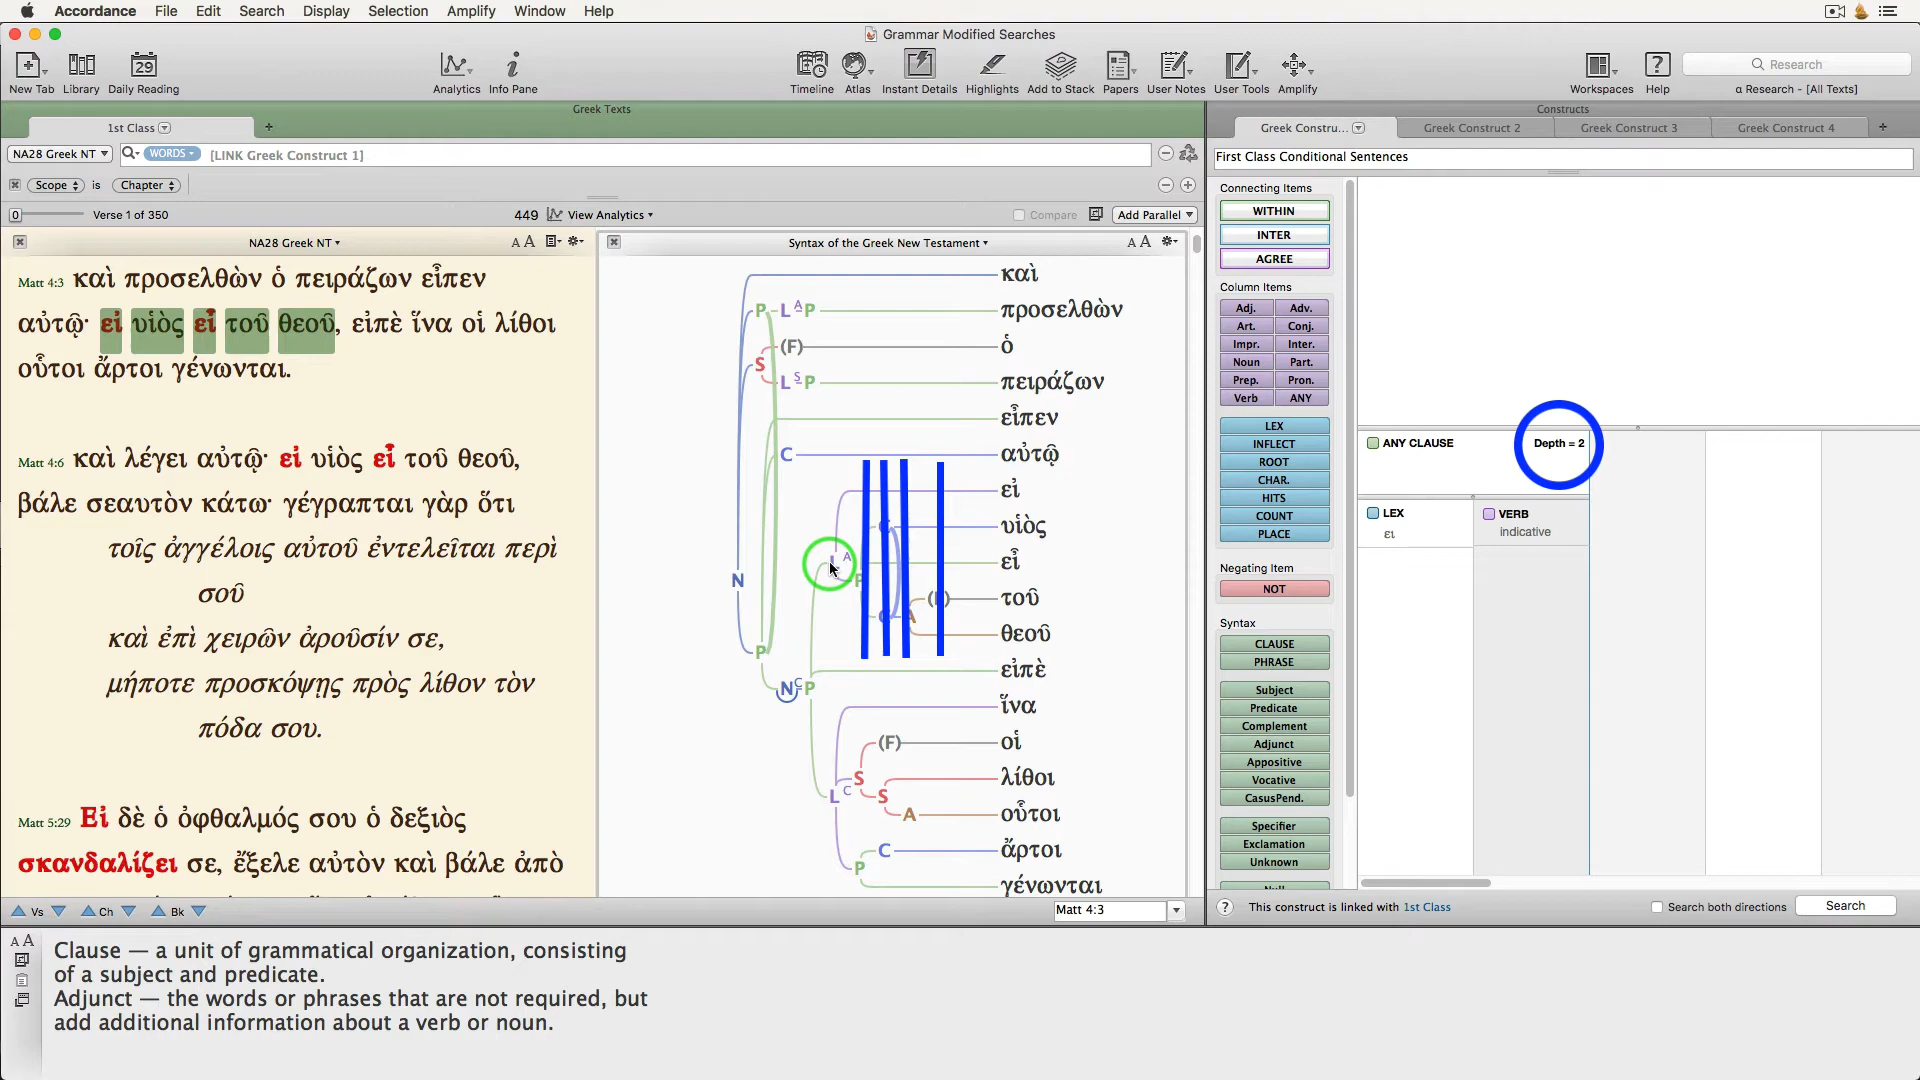 Accordance File Edit Search Display Selection Amplify Window Help
Grammar Modified Searches
New Tab Library Daily Reading Analytics Info Pane Timeline Atlas Instant Details Highlights Add to Stack Papers User Notes User Tools Amplify Workspaces Help
29
Research
α Research - [All Texts]
Greek Texts
1st Class
NA28 Greek NT WORDS [LINK Greek Construct 1]
Scope is Chapter
0 Verse 1 of 350 449 View Analytics Compare Add Parallel
NA28 Greek NT
Matt 4:3 καὶ προσελθὼν ὁ πειράζων εἶπεν
αὐτῷ· εἰ υἱὸς εἶ τοῦ θεοῦ, εἰπὲ ἵνα οἱ λίθοι
οὗτοι ἄρτοι γένωνται.
Matt 4:6 καὶ λέγει αὐτῷ· εἰ υἱὸς εἶ τοῦ θεοῦ,
βάλε σεαυτὸν κάτω· γέγραπται γὰρ ὅτι
τοῖς ἀγγέλοις αὐτοῦ ἐντελεῖται περὶ
σοῦ
καὶ ἐπὶ χειρῶν ἀροῦσίν σε,
μήποτε προσκόψῃς πρὸς λίθον τὸν
πόδα σου.
Matt 5:29 Εἰ δὲ ὁ ὀφθαλμός σου ὁ δεξιὸς
σκανδαλίζει σε, ἔξελε αὐτὸν καὶ βάλε ἀπὸ
Vs Ch Bk
Syntax of the Greek New Testament
καὶ
P L A P προσελθὼν
(F) ὁ
S
L S P πειράζων
εἶπεν
C αὐτῷ
εἰ
C υἱὸς
A εἶ
N P
τοῦ
A
θεοῦ
P
εἰπὲ
N C P
ἵνα
(F) οἱ
S λίθοι
L C S
A οὗτοι
C ἄρτοι
P
γένωνται
Matt 4:3
Constructs
Greek Constru... Greek Construct 2 Greek Construct 3 Greek Construct 4
First Class Conditional Sentences
Connecting Items
WITHIN
INTER
AGREE
Column Items
Adj. Adv.
Art. Conj.
Impr. Inter.
Noun Part.
Prep. Pron.
Verb ANY
LEX
INFLECT
ROOT
CHAR.
HITS
COUNT
PLACE
Negating Item
NOT
Syntax
CLAUSE
PHRASE
Subject
Predicate
Complement
Adjunct
Appositive
Vocative
CasusPend.
Specifier
Exclamation
Unknown
ANY CLAUSE Depth = 2
LEX VERB
ει indicative
This construct is linked with 1st Class Search both directions Search
Clause — a unit of grammatical organization, consisting
of a subject and predicate.
Adjunct — the words or phrases that are not required, but
add additional information about a verb or noun.